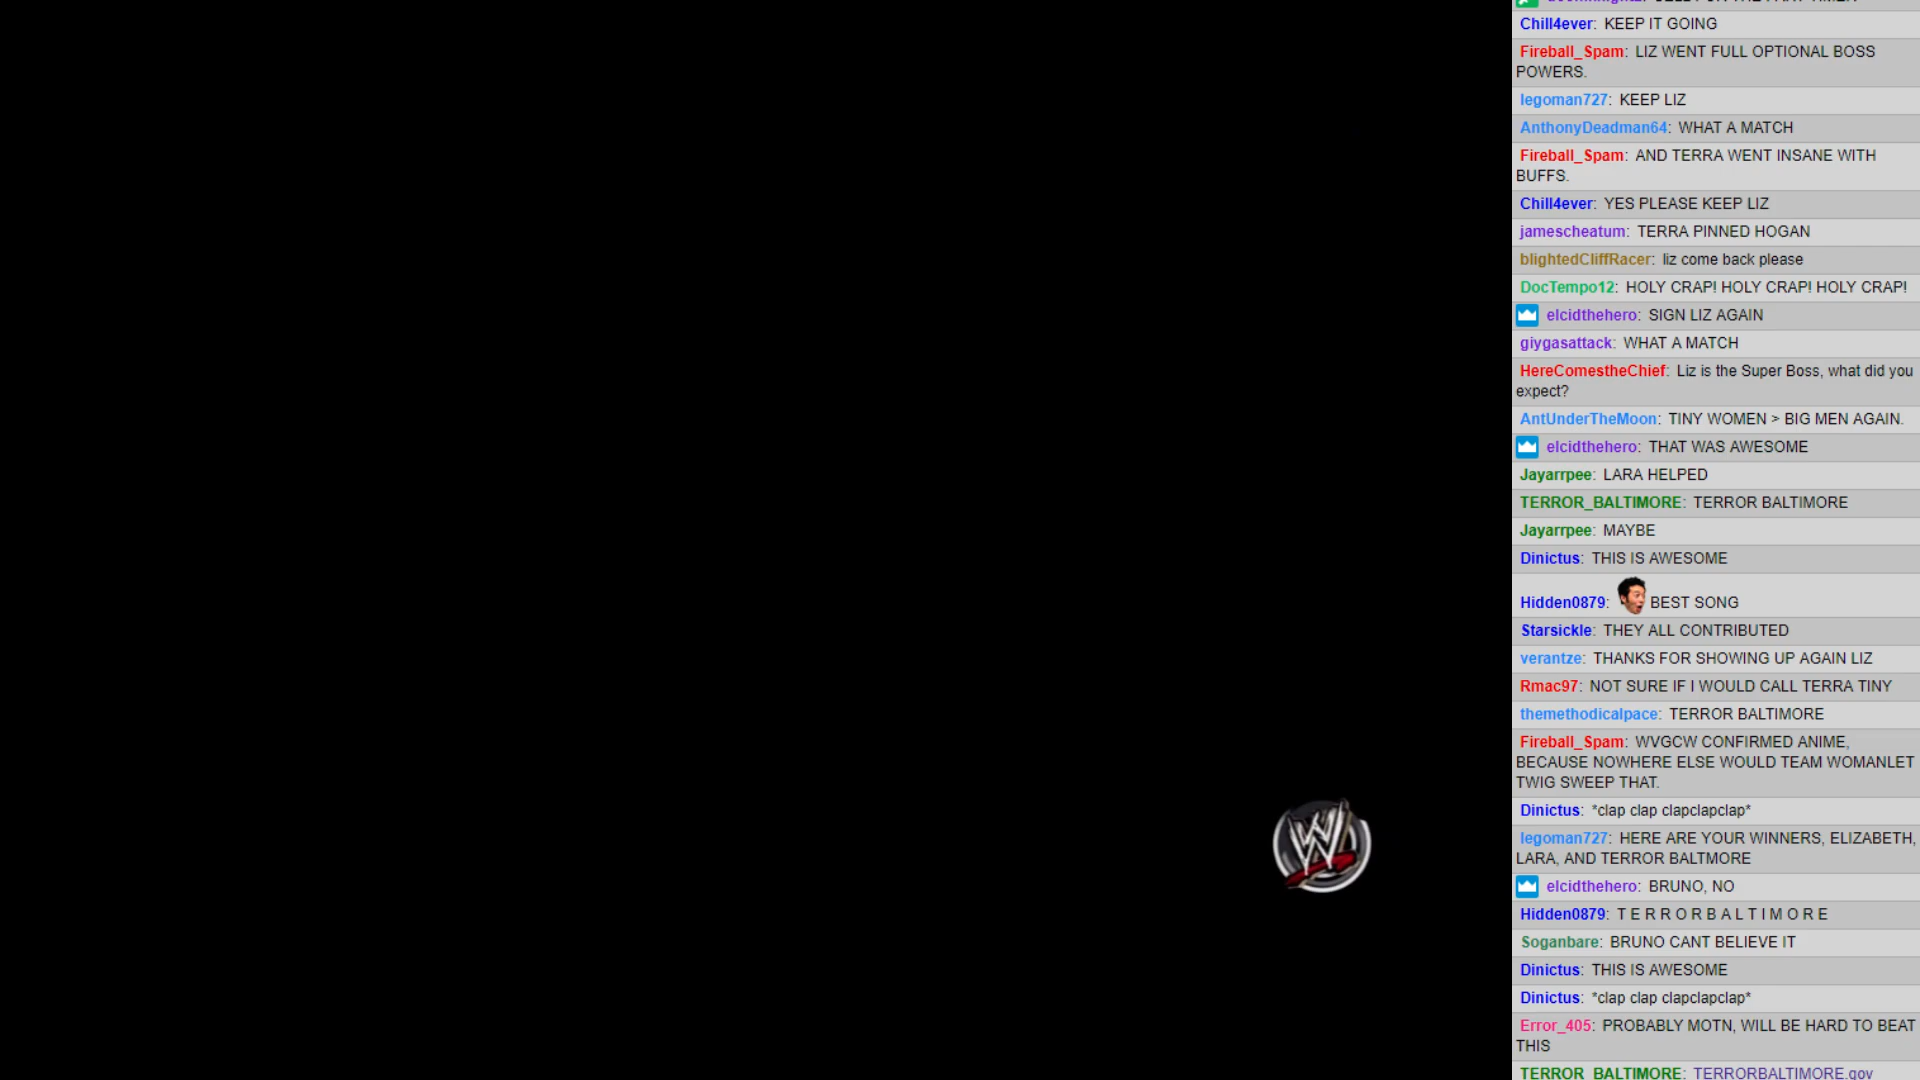 Chill4ever: KEEP IT GOING
Fireball_Spam: LIZ WENT FULL OPTIONAL BOSS
POWERS.
legoman727: KEEP LIZ
AnthonyDeadman64: WHAT A MATCH
Fireball_Spam: AND TERRA WENT INSANE WITH
BUFFS.
Chill4ever: YES PLEASE KEEP LIZ
jamescheatum: TERRA PINNED HOGAN
blightedCliffRacer: liz come back please
DocTempo12: HOLY CRAP! HOLY CRAP! HOLY CRAP!
elcidthehero: SIGN LIZ AGAIN
giygasattack: WHAT A MATCH
HereComestheChief: Liz is the Super Boss, what did you
expect?
AntUnderTheMoon: TINY WOMEN > BIG MEN AGAIN.
elcidthehero: THAT WAS AWESOME
Jayarrpee: LARA HELPED
TERROR_BALTIMORE: TERROR BALTIMORE
Jayarrpee: MAYBE
Dinictus: THIS IS AWESOME
Hidden0879: BEST SONG
Starsickle: THEY ALL CONTRIBUTED
verantze: THANKS FOR SHOWING UP AGAIN LIZ
Rmac97: NOT SURE IF I WOULD CALL TERRA TINY
themethodicalpace: TERROR BALTIMORE
Fireball_Spam: WVGCW CONFIRMED ANIME,
BECAUSE NOWHERE ELSE WOULD TEAM WOMANLET
TWIG SWEEP THAT.
Dinictus: *clap clap clapclapclap*
legoman727: HERE ARE YOUR WINNERS, ELIZABETH,
LARA, AND TERROR BALTMORE
elcidthehero: BRUNO, NO
Hidden0879: T E R R O R B A L T I M O R E
Soganbare: BRUNO CANT BELIEVE IT
Dinictus: THIS IS AWESOME
Dinictus: *clap clap clapclapclap*
Error_405: PROBABLY MOTN, WILL BE HARD TO BEAT
THIS
TERROR_BALTIMORE: TERRORBALTIMORE.gov
W